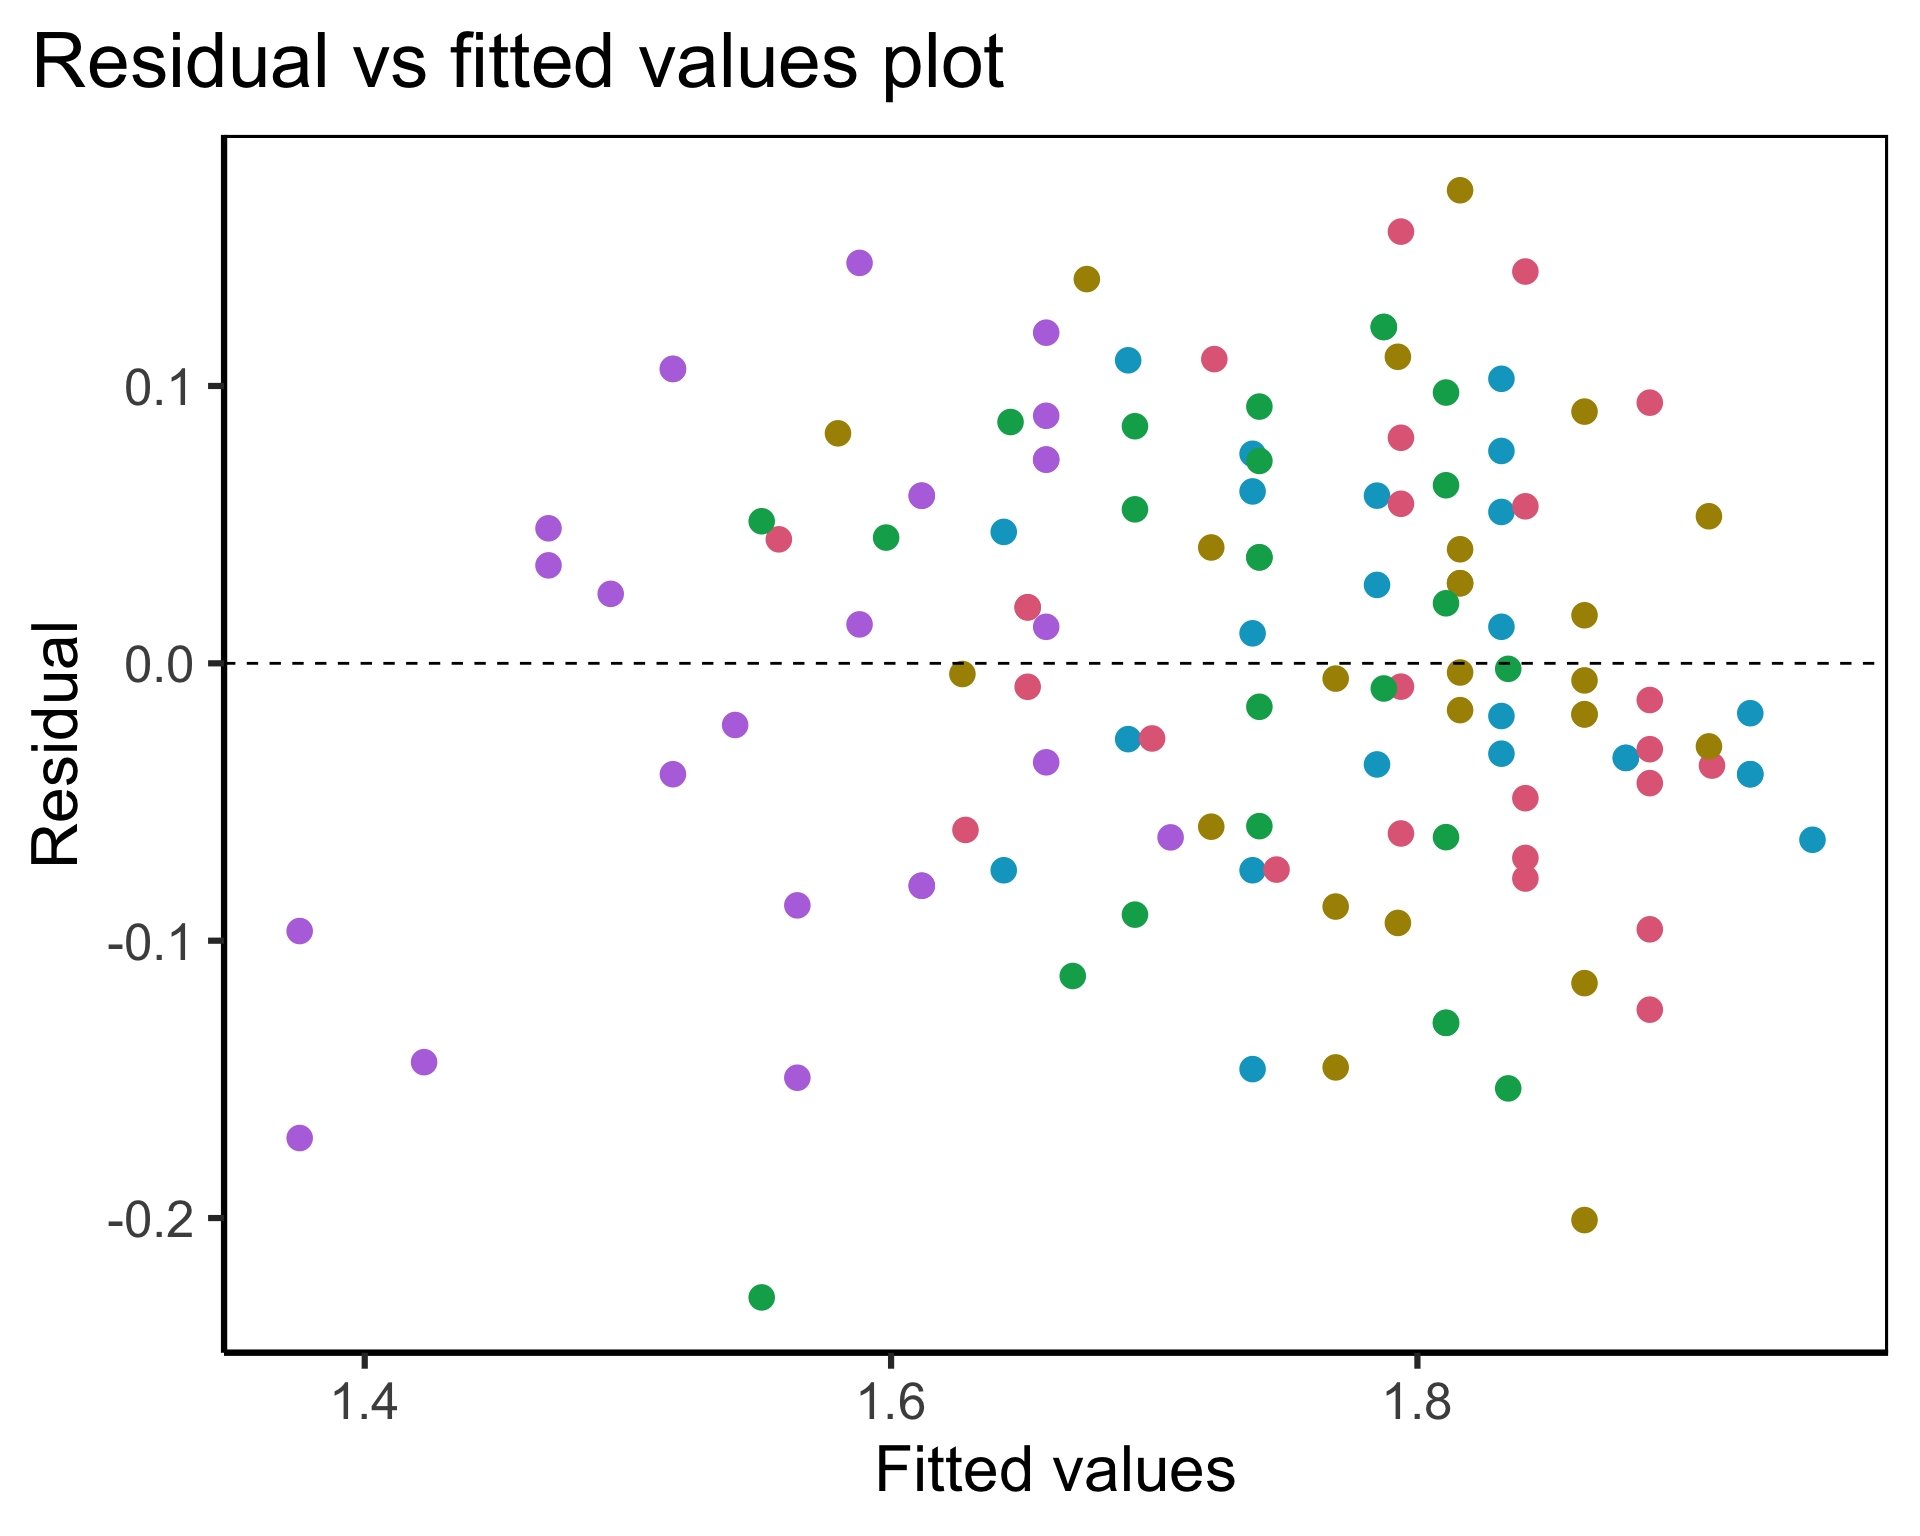 Residual vs fitted values plot
0.1
0.0
-0.1
-0.2
Residual
1.4 1.6 1.8
Fitted values